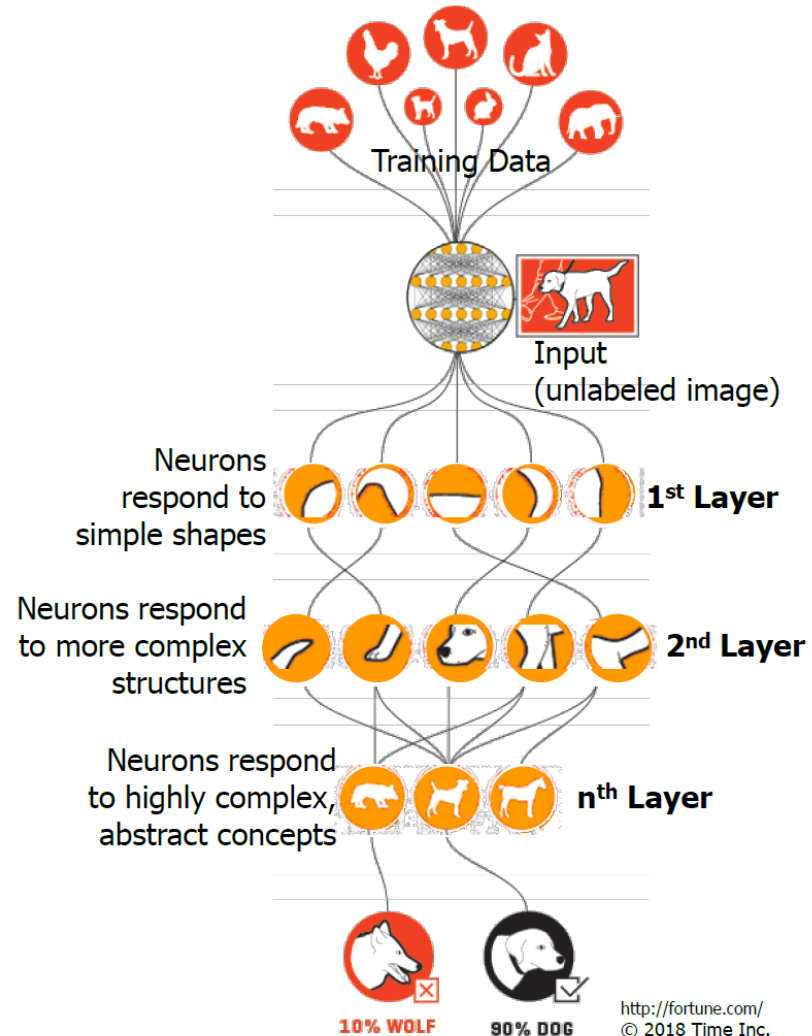 Training Data
Input
(unlabeled image)
Neurons
respond to
simple shapes
1st Layer
Neurons respond
to more complex
structures
2nd Layer
Neurons respond
to highly complex,
abstract concepts
nth Layer
10% WOLF
90% DOG
http://fortune.com/
© 2018 Time Inc.